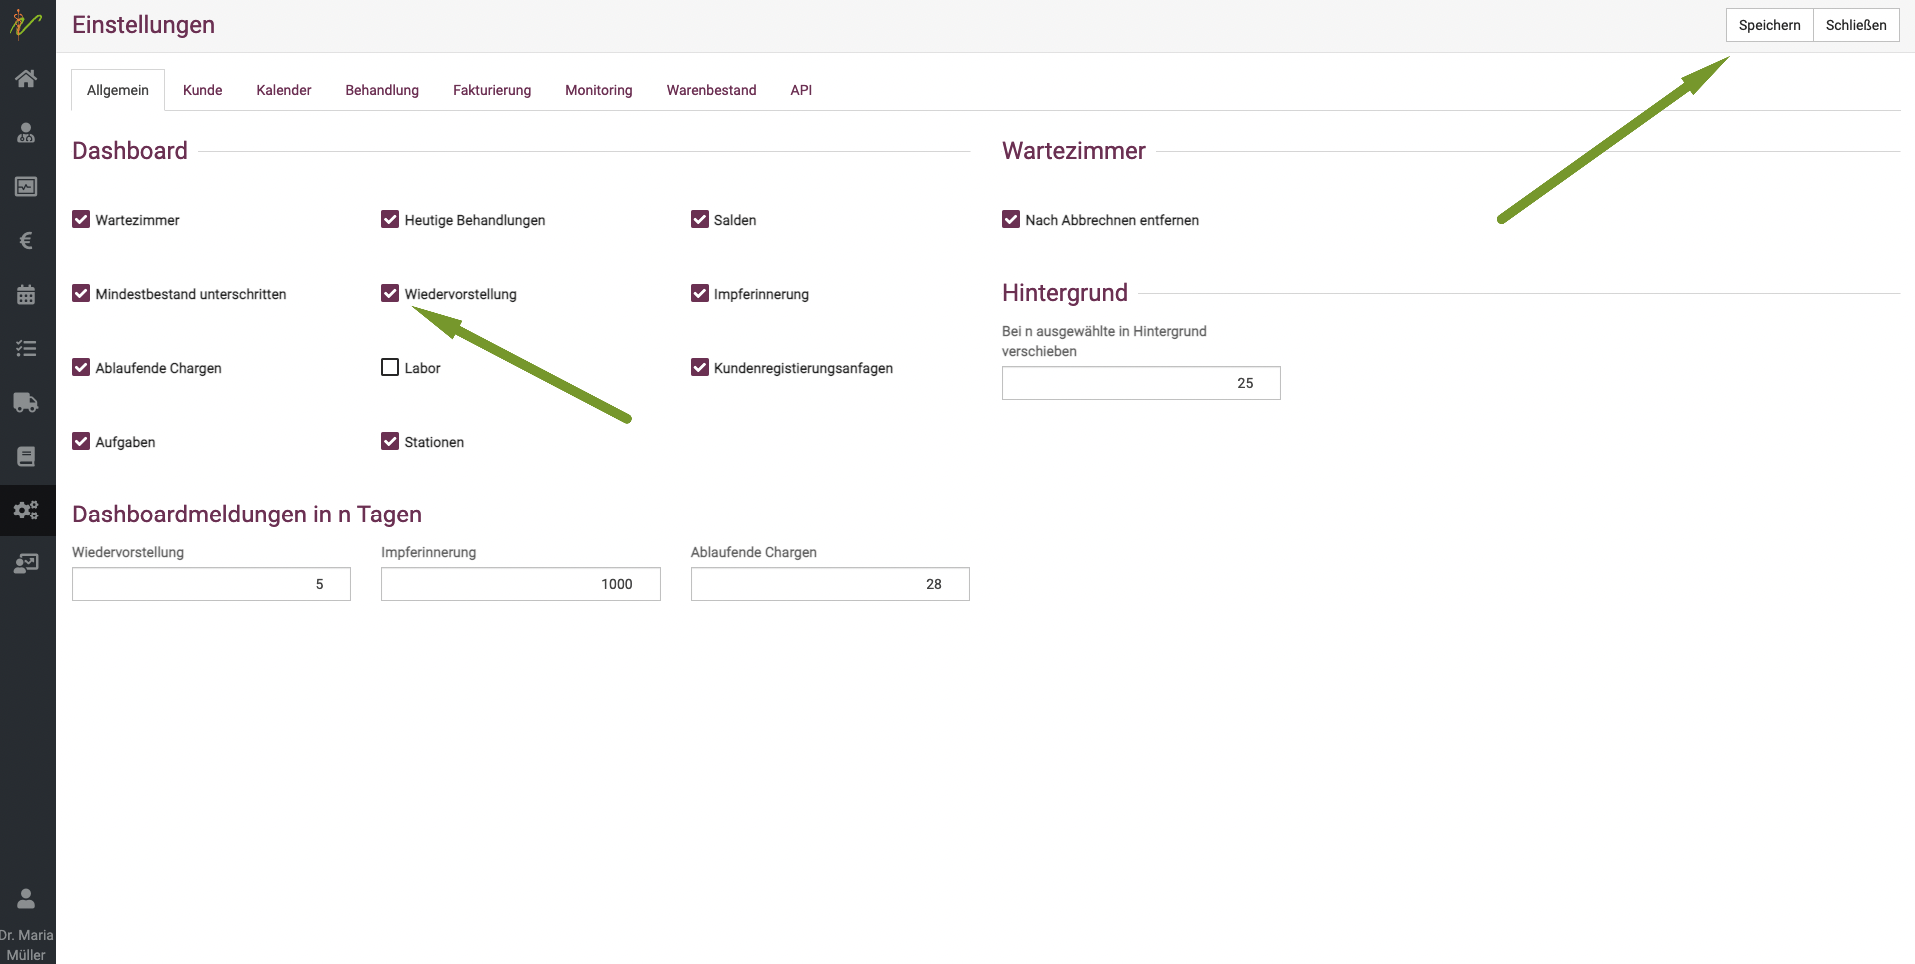 Einstellungen
Speichern
Schließen
Allgemein
Kunde
Kalender
Behandlung
Fakturierung
Monitoring
Warenbestand
API
Dashboard
Wartezimmer
Wartezimmer
Heutige Behandlungen
Salden
Nach Abbrechnen entfernen
Mindestbestand unterschritten
Wiedervorstellung
Impferinnerung
Hintergrund
Bei n ausgewählte in Hintergrund
verschieben
25
Ablaufende Chargen
Labor
Kundenregistierungsanfagen
Aufgaben
Stationen
Dashboardmeldungen in n Tagen
Wiedervorstellung
Impferinnerung
Ablaufende Chargen
5
1000
28
Dr. Maria
Müller